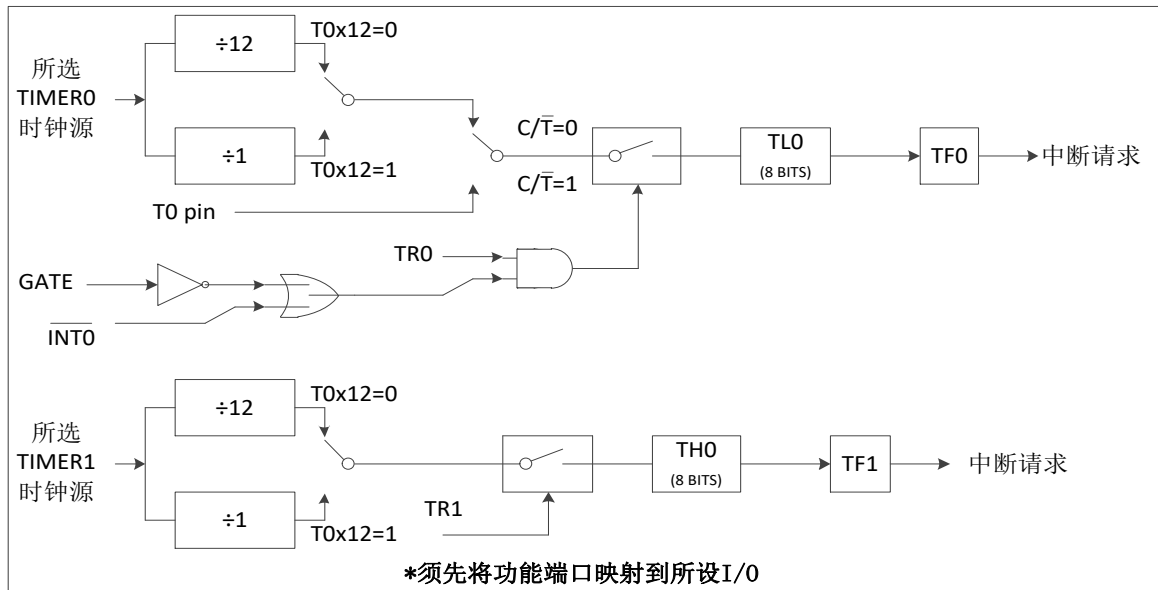 ÷12
T0x12=0
所选
TIMER0
时钟源
÷1
T0x12=1
C/T̅=0
C/T̅=1
T0 pin
TL0
(8 BITS)
TF0
中断请求
TR0
GATE
I̅N̅T̅0̅
÷12
T0x12=0
所选
TIMER1
时钟源
÷1
T0x12=1
TR1
TH0
(8 BITS)
TF1
中断请求
*须先将功能端口映射到所设I/O